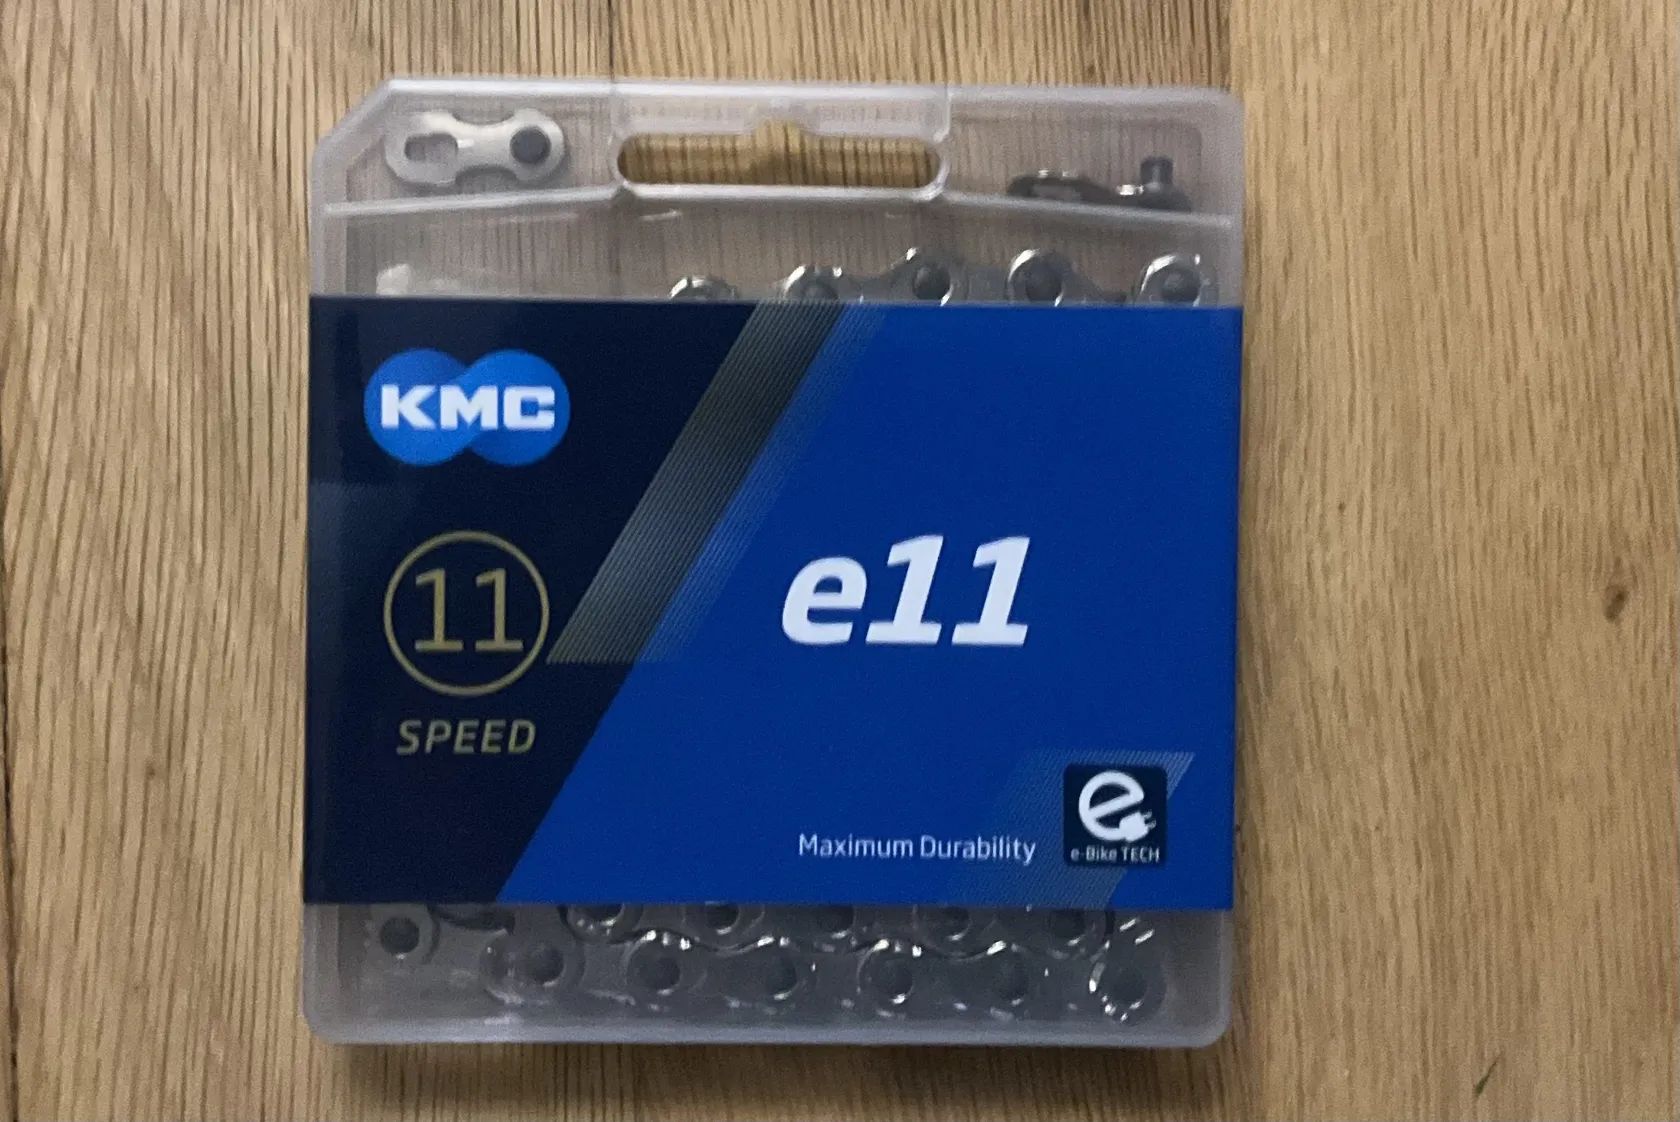 KMC
11
SPEED
e11
Maximum Durability
e
e-Bike TECH